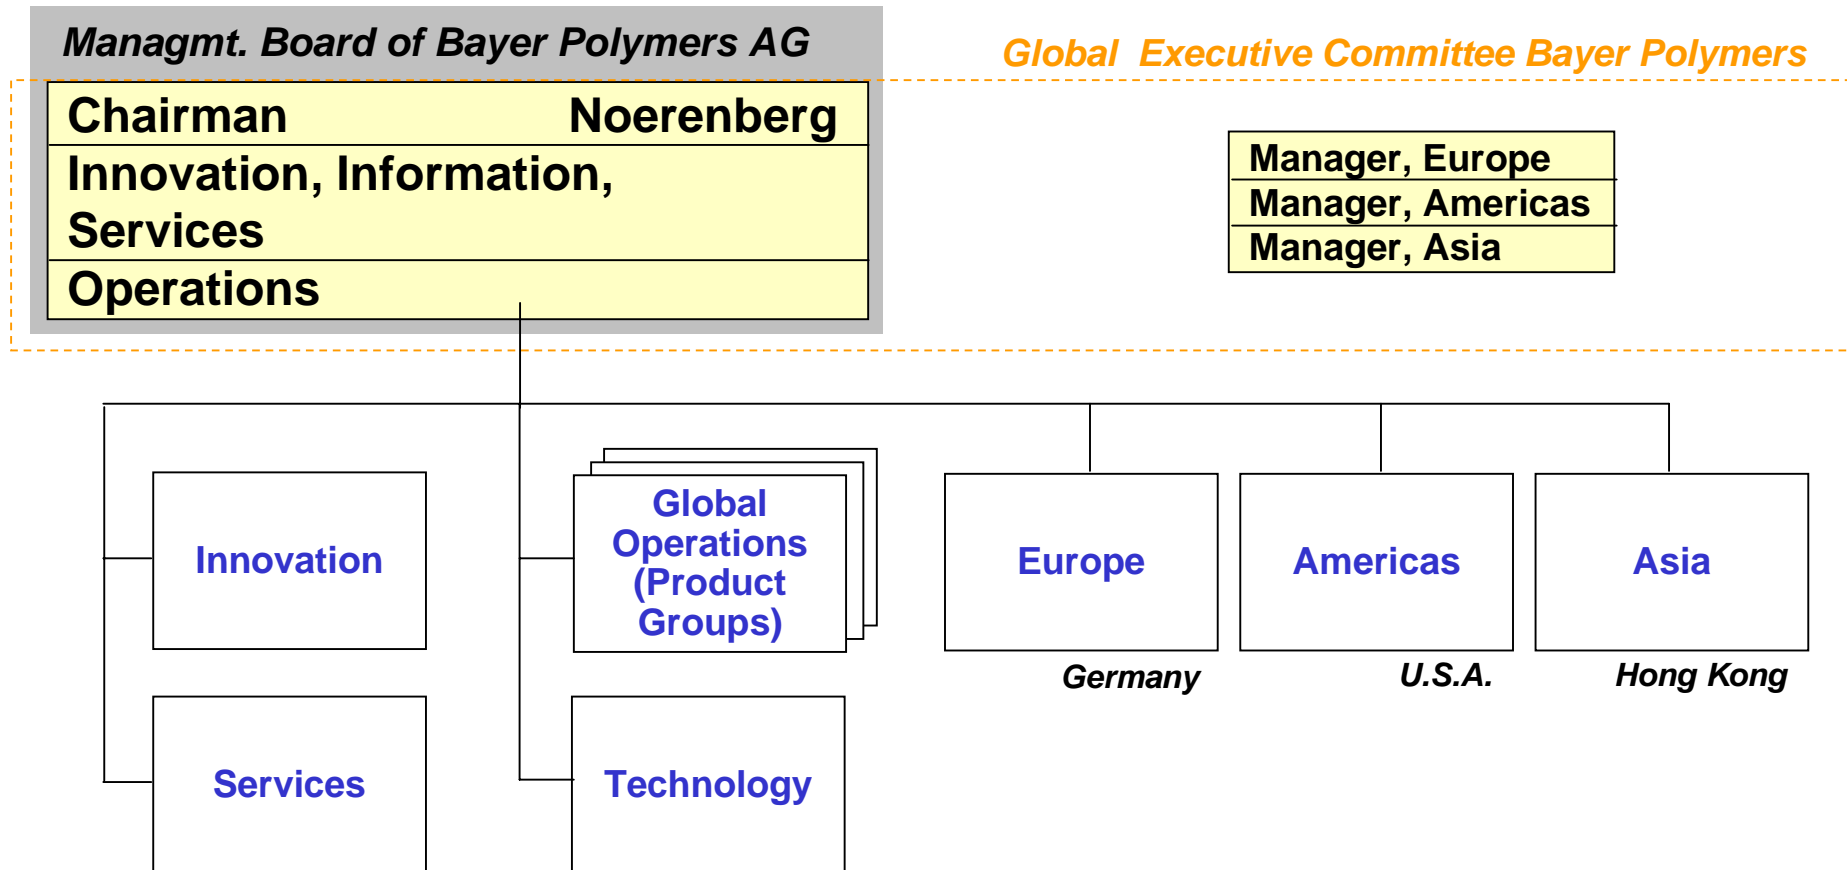 Managmt. Board of Bayer Polymers AG
Global Executive Committee Bayer Polymers
Chairman Noerenberg
Innovation, Information,
Services
Operations
Manager, Europe
Manager, Americas
Manager, Asia
Innovation
Global
Operations
(Product
Groups)
Europe
Americas
Asia
Germany
U.S.A.
Hong Kong
Services
Technology